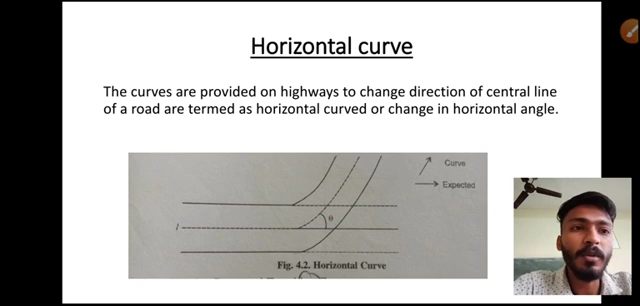 Horizontal curve
The curves are provided on highways to change direction of central line
of a road are termed as horizontal curved or change in horizontal angle.
Curve
Expected
θ
Fig. 4.2. Horizontal Curve